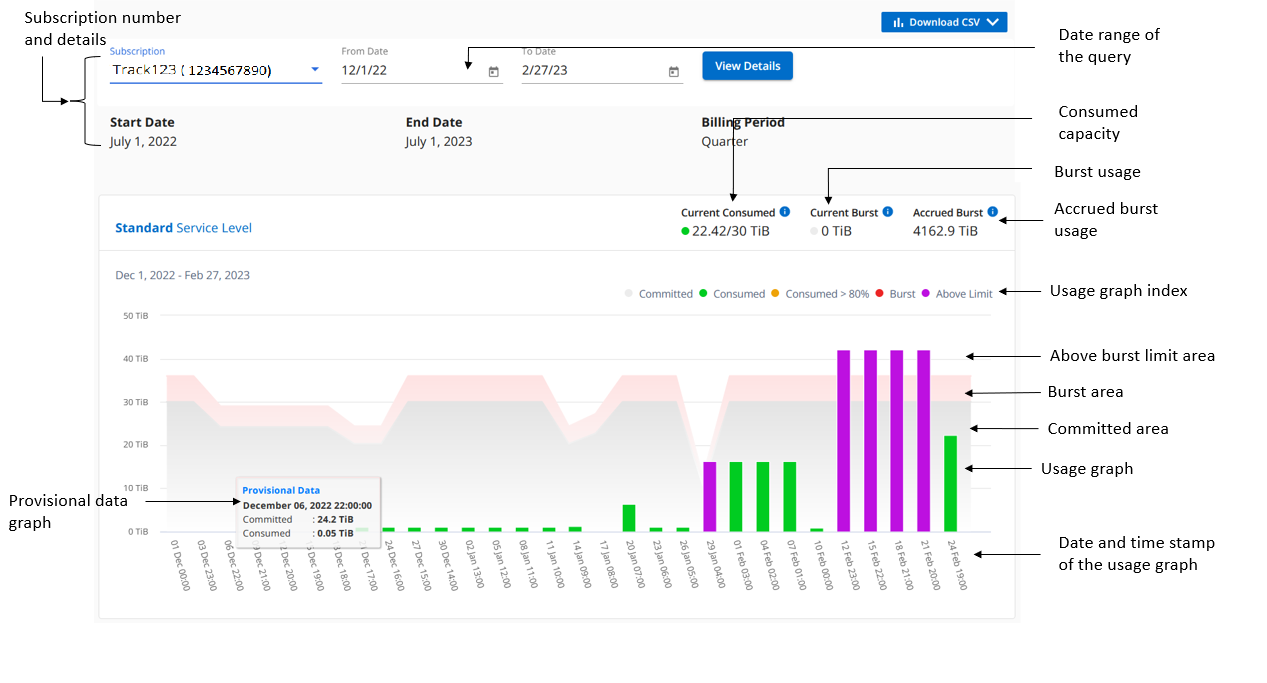 Subscription number
and details
Download CSV
Subscription
Track123 ( 1234567890)
From Date
12/1/22
To Date
2/27/23
View Details
Date range of
the query
Start Date
July 1, 2022
End Date
July 1, 2023
Billing Period
Quarter
Consumed
capacity
Burst usage
Accrued burst
usage
Standard Service Level
Current Consumed
22.42/30 TiB
Current Burst
0 TiB
Accrued Burst
4162.9 TiB
Dec 1, 2022 - Feb 27, 2023
Committed Consumed Consumed > 80% Burst Above Limit
Usage graph index
50 TiB
40 TiB
30 TiB
20 TiB
10 TiB
0 TiB
Above burst limit area
Burst area
Committed area
Usage graph
Provisional data
graph
Provisional Data
December 06, 2022 22:00:00
Committed : 24.2 TiB
Consumed : 0.05 TiB
01 Dec 00:00
03 Dec 23:00
06 Dec 22:00
Dec 21:00
Dec 20:00
Dec 19:00
Dec 18:00
Dec 17:00
24 Dec 16:00
27 Dec 15:00
30 Dec 14:00
02 Jan 13:00
05 Jan 12:00
08 Jan 11:00
11 Jan 10:00
14 Jan 09:00
17 Jan 08:00
20 Jan 07:00
23 Jan 06:00
26 Jan 05:00
29 Jan 04:00
01 Feb 03:00
04 Feb 02:00
07 Feb 01:00
10 Feb 00:00
12 Feb 23:00
15 Feb 22:00
18 Feb 21:00
21 Feb 20:00
24 Feb 19:00
Date and time stamp
of the usage graph